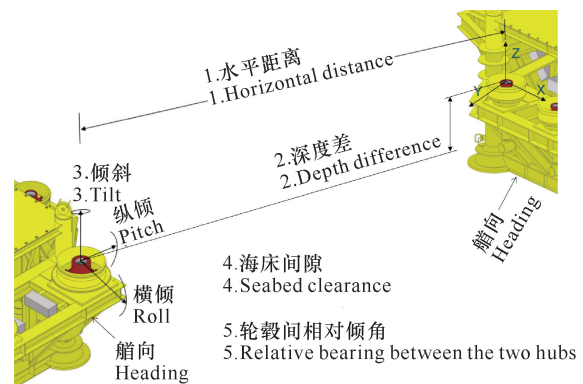 1.水平距离
1.Horizontal distance
Z
Y
X
2.深度差
2.Depth difference
3.倾斜
3.Tilt
纵倾
Pitch
艏向
Heading
横倾
Roll
4.海床间隙
4.Seabed clearance
艏向
Heading
5.轮毂间相对倾角
5.Relative bearing between the two hubs